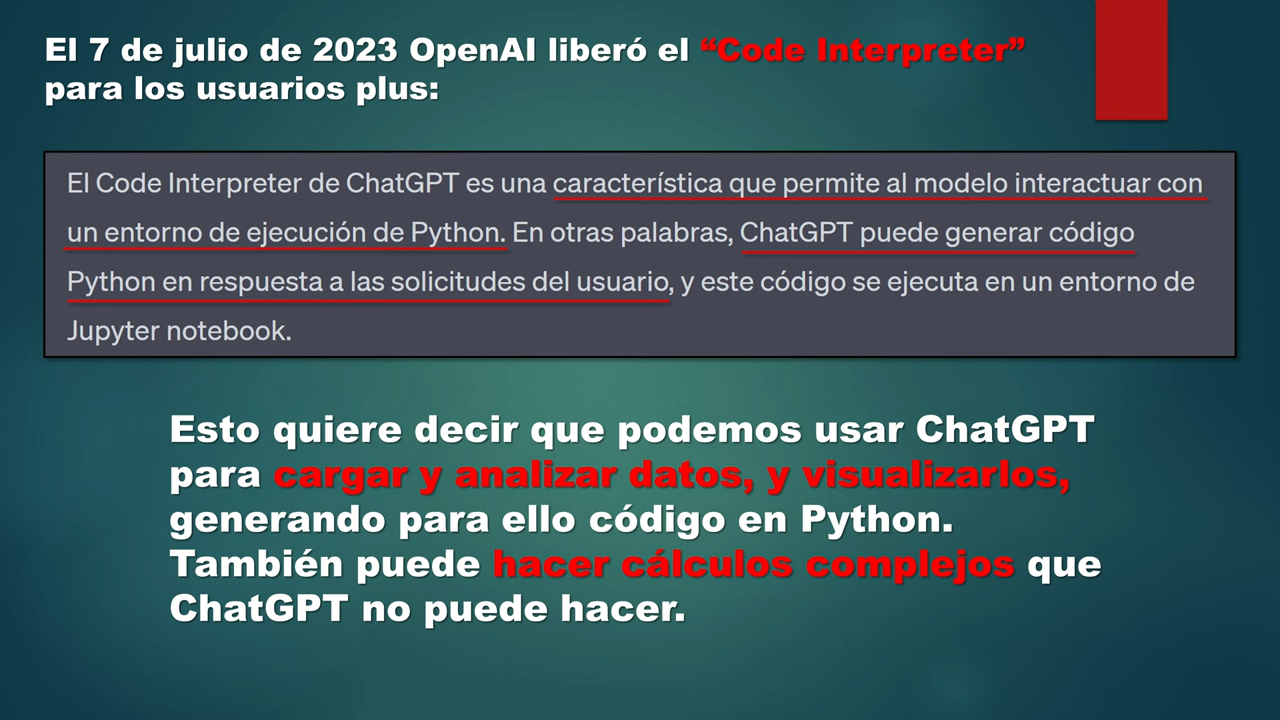 El 7 de julio de 2023 OpenAI liberó el “Code Interpreter”
para los usuarios plus:
El Code Interpreter de ChatGPT es una característica que permite al modelo interactuar con
un entorno de ejecución de Python. En otras palabras, ChatGPT puede generar código
Python en respuesta a las solicitudes del usuario, y este código se ejecuta en un entorno de
Jupyter notebook.
Esto quiere decir que podemos usar ChatGPT
para cargar y analizar datos, y visualizarlos,
generando para ello código en Python.
También puede hacer cálculos complejos que
ChatGPT no puede hacer.